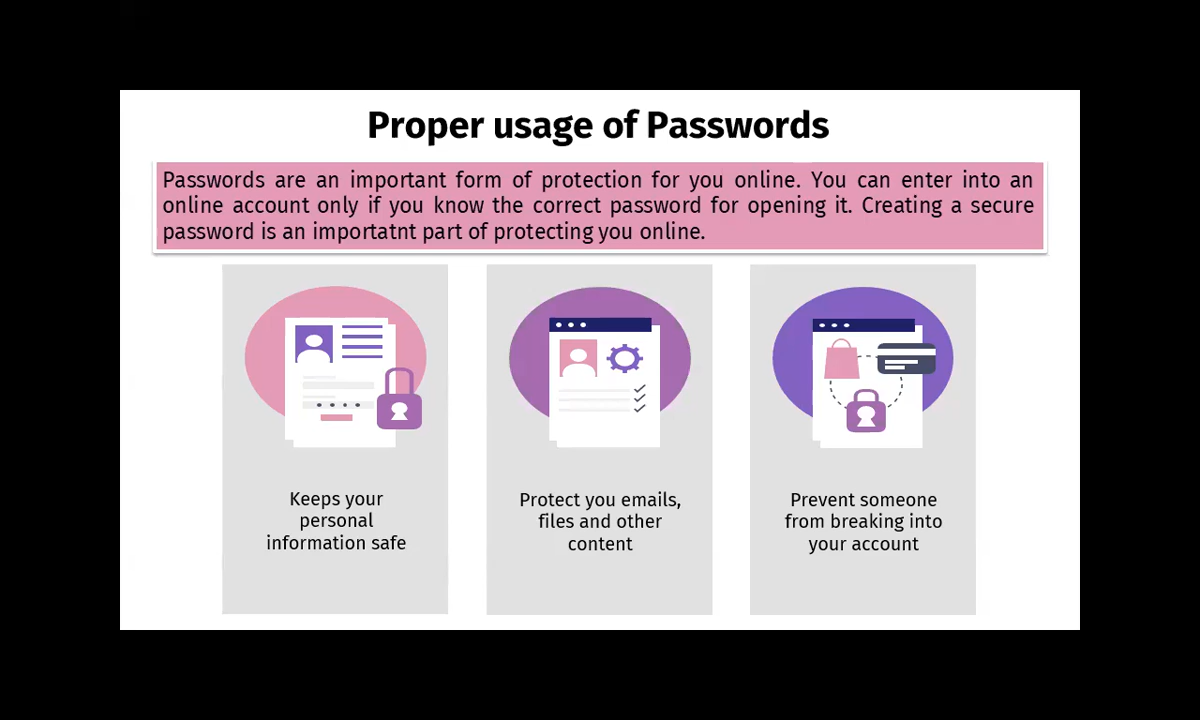 Proper usage of Passwords
Passwords are an important form of protection for you online. You can enter into an
online account only if you know the correct password for opening it. Creating a secure
password is an importatnt part of protecting you online.
Keeps your
personal
information safe
Protect you emails,
files and other
content
Prevent someone
from breaking into
your account